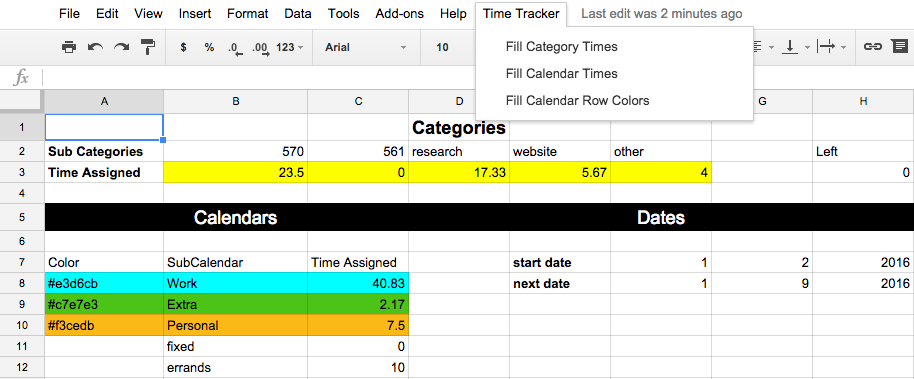 File Edit View Insert Format Data Tools Add-ons Help Time Tracker Last edit was 2 minutes ago
$ % .0 .00 123 Arial 10
Fill Category Times
Fill Calendar Times
Fill Calendar Row Colors
fx
A B C D G H
1 Categories
2 Sub Categories 570 561 research website other Left
3 Time Assigned 23.5 0 17.33 5.67 4 0
4
5 Calendars Dates
6
7 Color SubCalendar Time Assigned start date 1 2 2016
8 #e3d6cb Work 40.83 next date 1 9 2016
9 #c7e7e3 Extra 2.17
10 #f3cedb Personal 7.5
11 fixed 0
12 errands 10